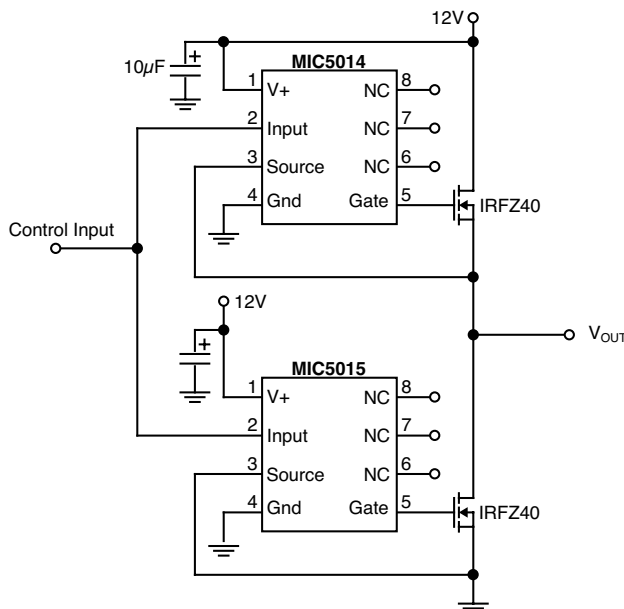 12V
10µF
+
MIC5014
1 V+ NC 8
2 Input NC 7
3 Source NC 6
4 Gnd Gate 5
IRFZ40
Control Input
12V
+
VOUT
MIC5015
1 V+ NC 8
2 Input NC 7
3 Source NC 6
4 Gnd Gate 5
IRFZ40